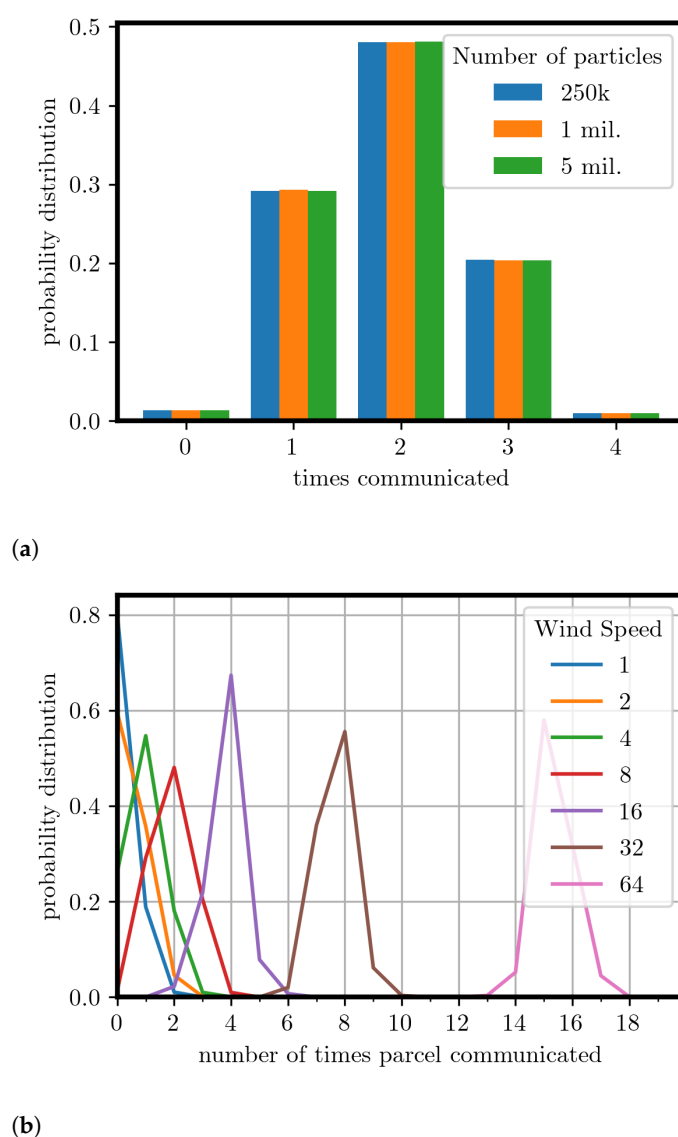 0.5
Number of particles
250k
0.4
1 mil.
5 mil.
0.3
probability distribution
0.2
0.1
0.0
0 1 2 3 4
times communicated
(a)
0.8
Wind Speed
1
2
0.6
4
8
probability distribution
0.4
16
32
64
0.2
0.0
0 2 4 6 8 10 12 14 16 18
number of times parcel communicated
(b)